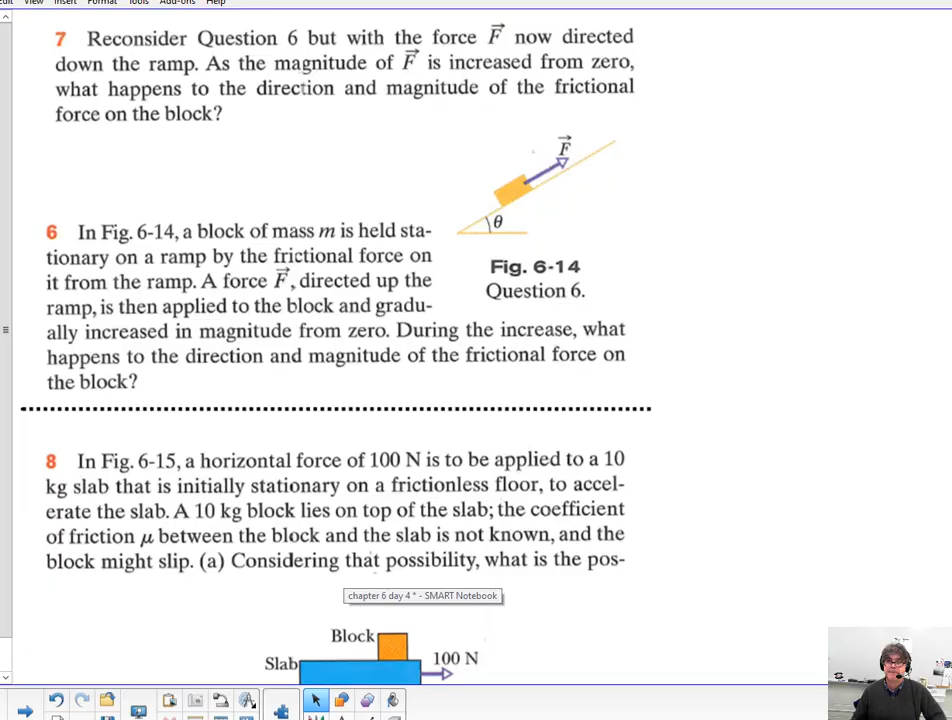 Edit View Insert Format Tools Add-ons Help
7 Reconsider Question 6 but with the force F⃗ now directed
down the ramp. As the magnitude of F⃗ is increased from zero,
what happens to the direction and magnitude of the frictional
force on the block?
F⃗
θ
Fig. 6-14
Question 6.
6 In Fig. 6-14, a block of mass m is held sta-
tionary on a ramp by the frictional force on
it from the ramp. A force F⃗, directed up the
ramp, is then applied to the block and gradu-
ally increased in magnitude from zero. During the increase, what
happens to the direction and magnitude of the frictional force on
the block?
8 In Fig. 6-15, a horizontal force of 100 N is to be applied to a 10
kg slab that is initially stationary on a frictionless floor, to accel-
erate the slab. A 10 kg block lies on top of the slab; the coefficient
of friction μ between the block and the slab is not known, and the
block might slip. (a) Considering that possibility, what is the pos-
chapter 6 day 4 * - SMART Notebook
Block
Slab
100 N